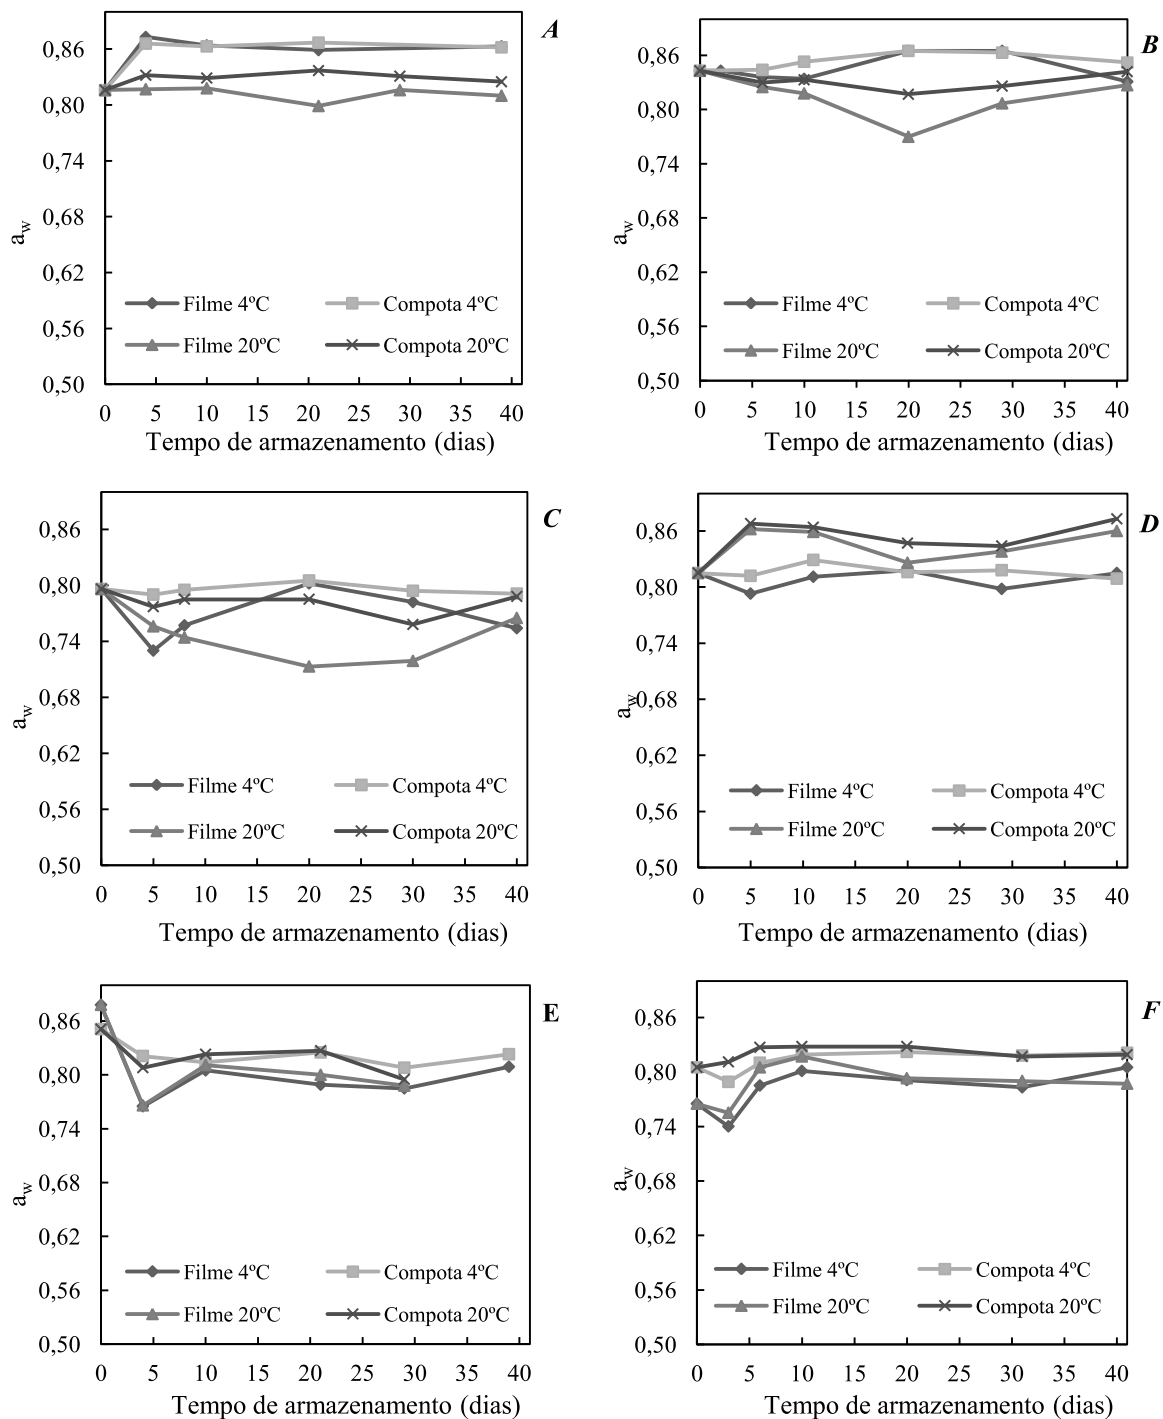 A
0,86
0,80
0,74
0,68
0,62
0,56
0,50
aw
Filme 4ºC
Compota 4ºC
Filme 20ºC
Compota 20ºC
0 5 10 15 20 25 30 35 40
Tempo de armazenamento (dias)
B
0,86
0,80
0,74
0,68
0,62
0,56
0,50
aw
Filme 4ºC
Compota 4ºC
Filme 20ºC
Compota 20ºC
0 5 10 15 20 25 30 35 40
Tempo de armazenamento (dias)
C
0,86
0,80
0,74
0,68
0,62
0,56
0,50
aw
Filme 4ºC
Compota 4ºC
Filme 20ºC
Compota 20ºC
0 5 10 15 20 25 30 35 40
Tempo de armazenamento (dias)
D
0,86
0,80
0,74
0,68
0,62
0,56
0,50
aw
Filme 4ºC
Compota 4ºC
Filme 20ºC
Compota 20ºC
0 5 10 15 20 25 30 35 40
Tempo de armazenamento (dias)
E
0,86
0,80
0,74
0,68
0,62
0,56
0,50
aw
Filme 4ºC
Compota 4ºC
Filme 20ºC
Compota 20ºC
0 5 10 15 20 25 30 35 40
Tempo de armazenamento (dias)
F
0,86
0,80
0,74
0,68
0,62
0,56
0,50
aw
Filme 4ºC
Compota 4ºC
Filme 20ºC
Compota 20ºC
0 5 10 15 20 25 30 35 40
Tempo de armazenamento (dias)